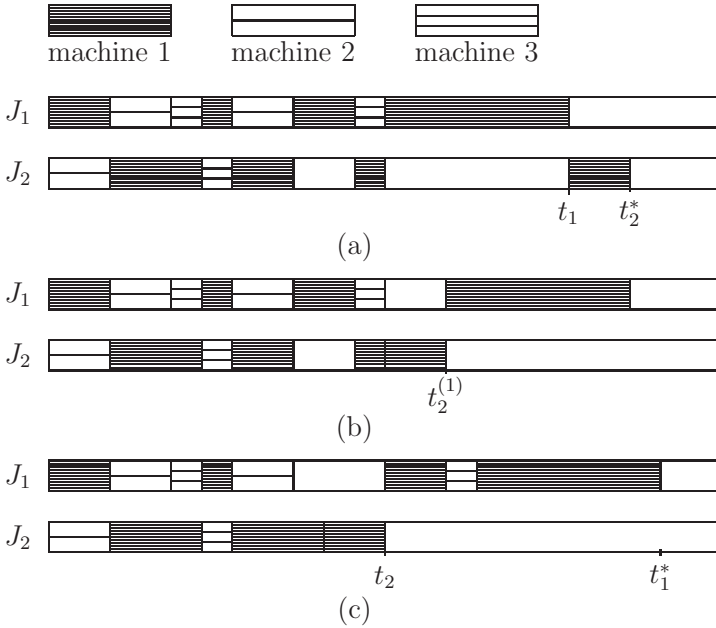 machine 1 machine 2 machine 3
J₁
J₂
t₁ t₂*
(a)
J₁
J₂
t₂⁽¹⁾
(b)
J₁
J₂
t₂ t₁*
(c)